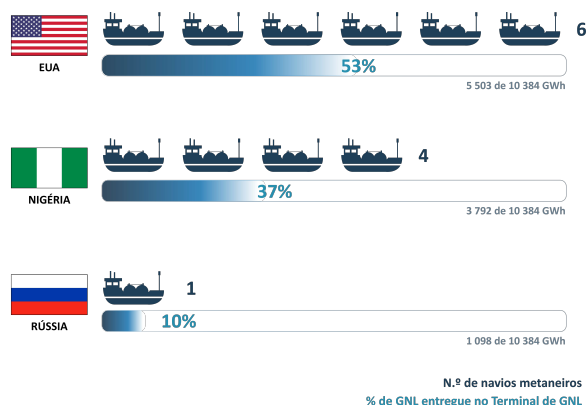 6
EUA
53%
5 503 de 10 384 GWh
4
NIGÉRIA
37%
3 792 de 10 384 GWh
1
RÚSSIA
10%
1 098 de 10 384 GWh
N.º de navios metaneiros
% de GNL entregue no Terminal de GNL